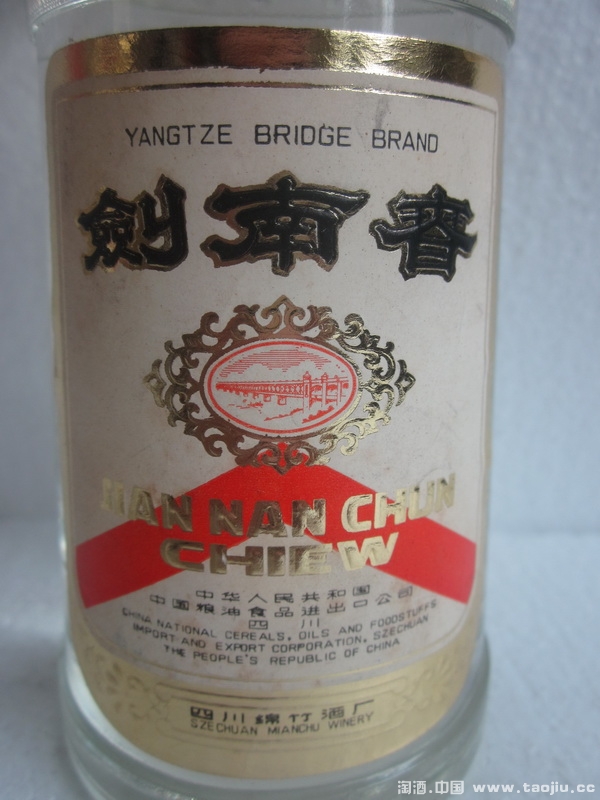 YANGTZE BRIDGE BRAND
劍南春
JIAN NAN CHUN
CHIEW
中华人民共和国
中国粮油食品进出口公司
四川
CHINA NATIONAL CEREALS, OILS AND FOODSTUFFS
IMPORT AND EXPORT CORPORATION, SZECHUAN
THE PEOPLE'S REPUBLIC OF CHINA
四川绵竹酒厂
SZECHUAN MIANCHU WINERY
淘酒.中国 www.taojiu.cc